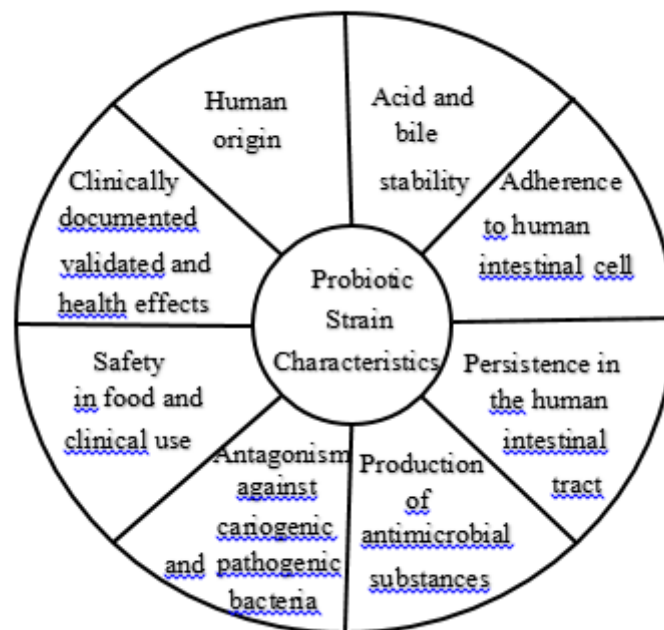 Human
origin
Acid and
bile
stability
Adherence
to human
intestinal cell
Persistence in
the human
intestinal
tract
Production
of
antimicrobial
substances
Antagonism
against
cariogenic
and pathogenic
bacteria
Safety
in food and
clinical use
Clinically
documented
validated and
health effects
Probiotic
Strain
Characteristics